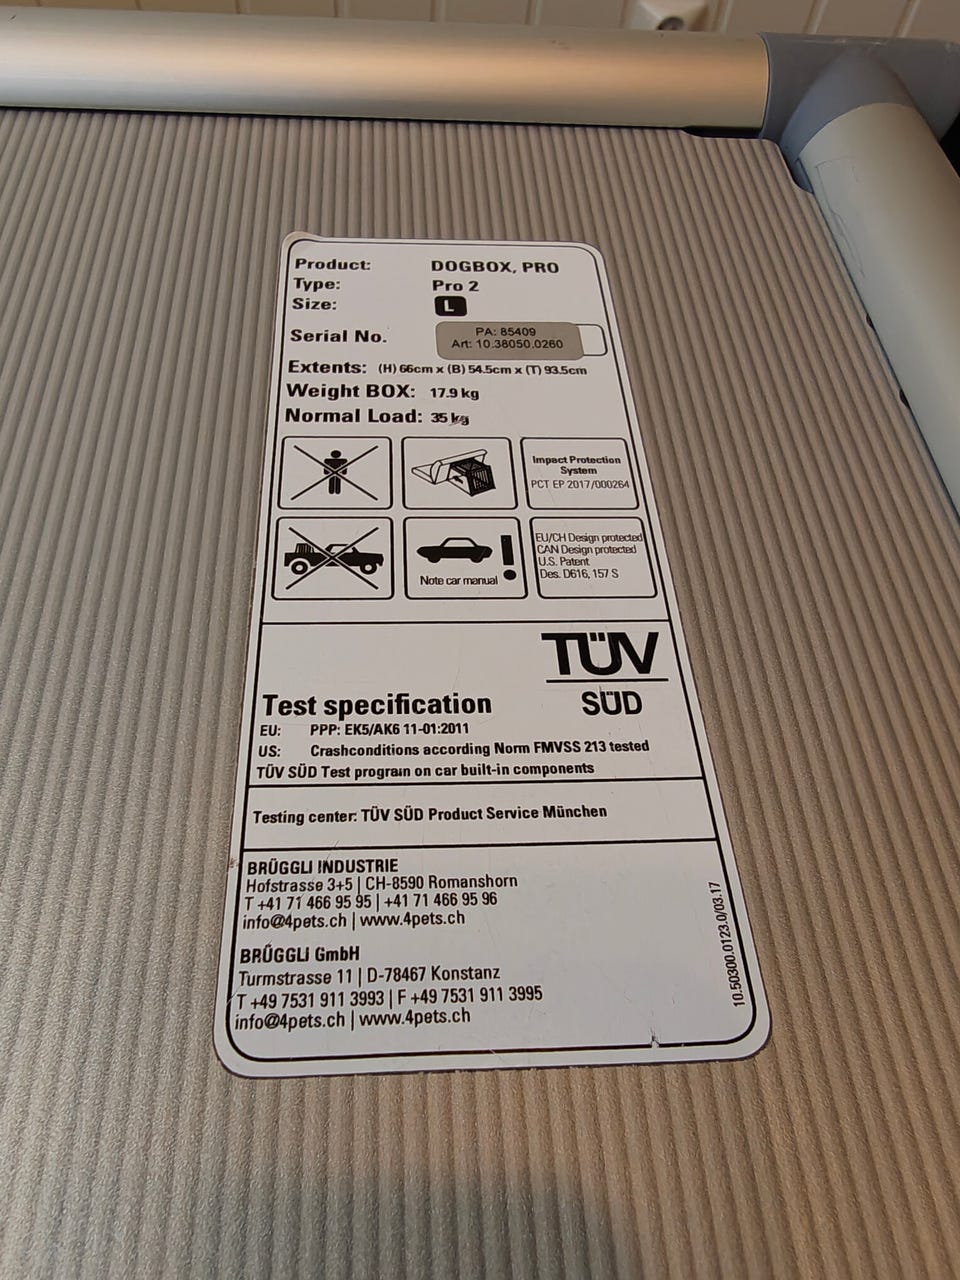 Product: DOGBOX, PRO
Type: Pro 2
Size: L
Serial No. PA: 85409
Art: 10.38050.0260
Extents: (H) 66cm x (B) 54.5cm x (T) 93.5cm
Weight BOX: 17.9 kg
Normal Load: 35 kg
Impact Protection
System
PCT EP 2017/000264
Note car manual !
EU/CH Design protected
CAN Design protected
U.S. Patent
Des. D616, 157 S
TÜV
SÜD
Test specification
EU: PPP: EK5/AK6 11-01:2011
US: Crashconditions according Norm FMVSS 213 tested
TÜV SÜD Test program on car built-in components
Testing center: TÜV SÜD Product Service München
BRÜGGLI INDUSTRIE
Hofstrasse 3+5 | CH-8590 Romanshorn
T +41 71 466 95 95 | +41 71 466 95 96
info@4pets.ch | www.4pets.ch
BRÜGGLI GmbH
Turmstrasse 11 | D-78467 Konstanz
T +49 7531 911 3993 | F +49 7531 911 3995
info@4pets.ch | www.4pets.ch
10.50300.0123.0/03.17